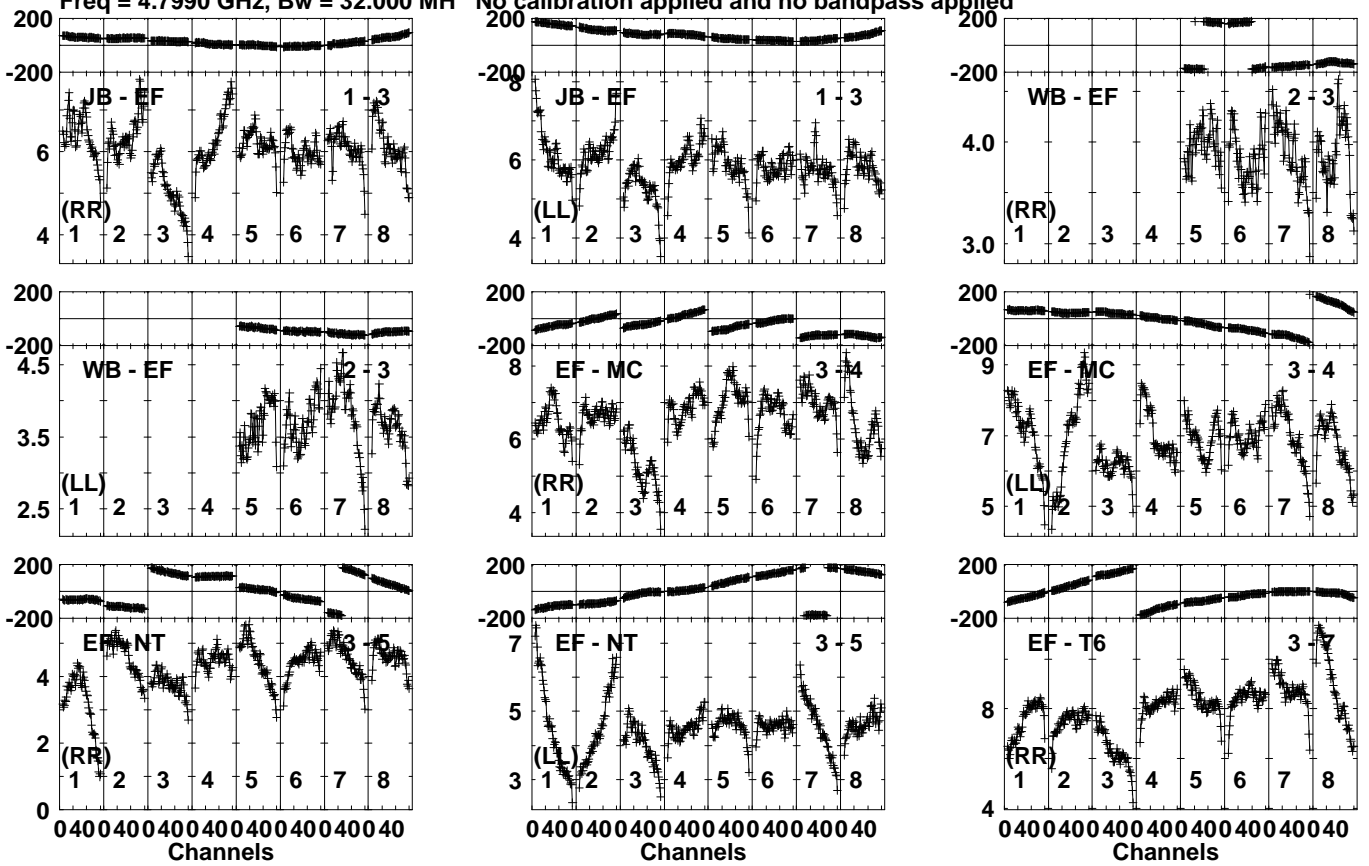 Freq = 4.7990 GHz, Bw = 32.000 MH No calibration applied and no bandpass applied
200
-200
JB - EF 1 - 3
6
4
(RR)
1 2 3 4 5 6 7 8
200
-200
8
JB - EF 1 - 3
6
4
(LL)
1 2 3 4 5 6 7 8
200
-200
WB - EF 2 - 3
4.0
3.0
(RR)
1 2 3 4 5 6 7 8
200
-200
4.5
WB - EF 2 - 3
3.5
2.5
(LL)
1 2 3 4 5 6 7 8
200
-200
8
EF - MC 3 - 4
6
4
(RR)
1 2 3 4 5 6 7 8
200
-200
9
EF - MC 3 - 4
7
5
(LL)
1 2 3 4 5 6 7 8
200
-200
EF - NT 3 - 5
4
2
0
(RR)
1 2 3 4 5 6 7 8
0 40 0 40 0 40 0 40 0 40 0 40 0 40 0 40
Channels
200
-200
7
EF - NT 3 - 5
5
3
(LL)
1 2 3 4 5 6 7 8
0 40 0 40 0 40 0 40 0 40 0 40 0 40 0 40
Channels
200
-200
EF - T6 3 - 7
8
4
(RR)
1 2 3 4 5 6 7 8
0 40 0 40 0 40 0 40 0 40 0 40 0 40 0 40
Channels